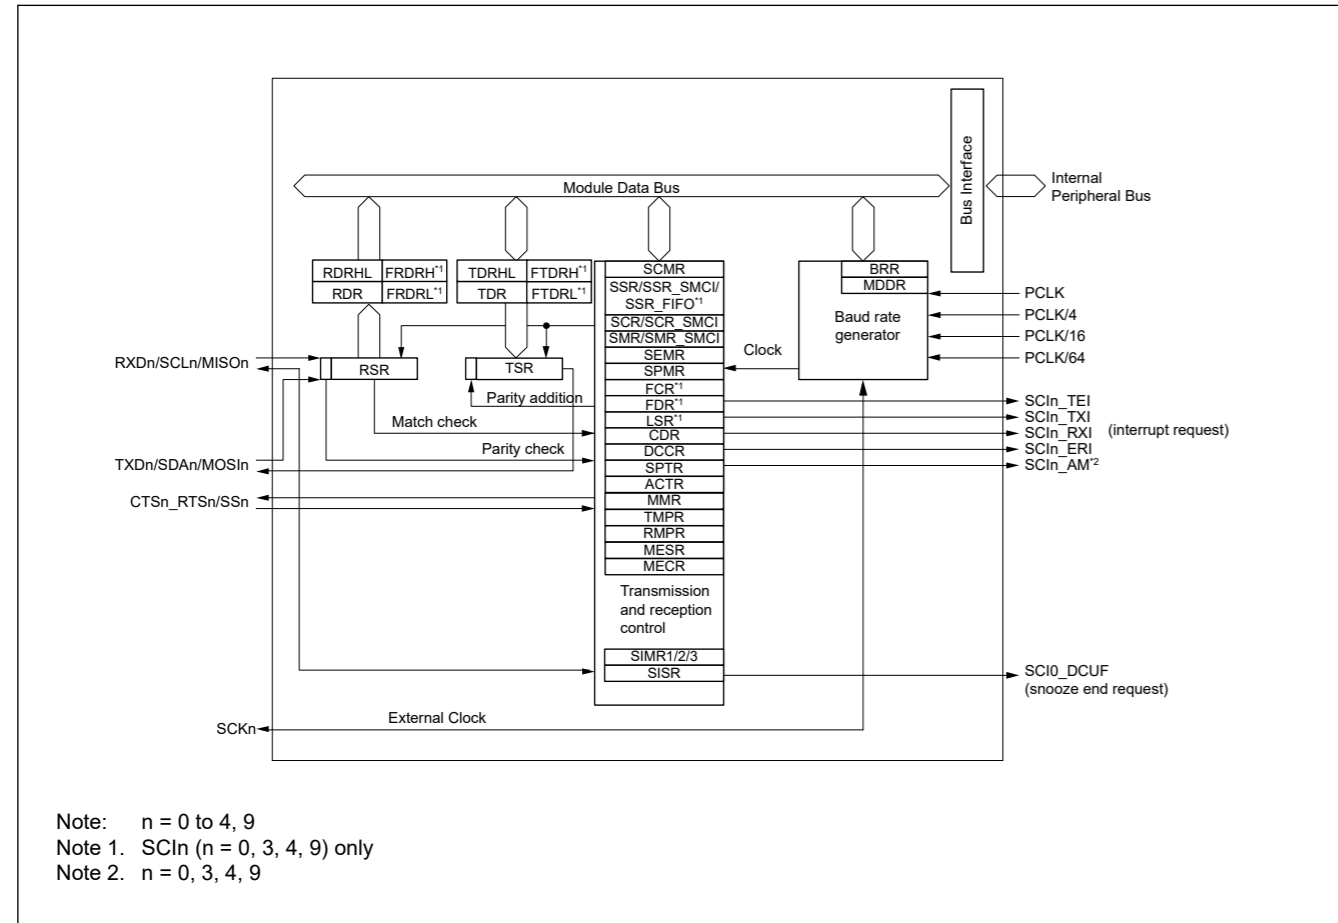 Bus Interface
Module Data Bus
Internal
Peripheral Bus
RDRHL FRDRH*1
RDR FRDRL*1
TDRHL FTDRH*1
TDR FTDRL*1
SCMR
SSR/SSR_SMCI/
SSR_FIFO*1
SCR/SCR_SMCI
SMR/SMR_SMCI
SEMR
SPMR
FCR*1
FDR*1
LSR*1
CDR
DCCR
SPTR
ACTR
MMR
TMPR
RMPR
MESR
MECR
Transmission
and reception
control
SIMR1/2/3
SISR
BRR
MDDR
Baud rate
generator
PCLK
PCLK/4
PCLK/16
PCLK/64
Clock
RXDn/SCLn/MISOn
RSR
TSR
Parity addition
Match check
Parity check
TXDn/SDAn/MOSIn
CTSn_RTSn/SSn
SCIn_TEI
SCIn_TXI
SCIn_RXI (interrupt request)
SCIn_ERI
SCIn_AM*2
SCI0_DCUF
(snooze end request)
External Clock
SCKn
Note: n = 0 to 4, 9
Note 1. SCIn (n = 0, 3, 4, 9) only
Note 2. n = 0, 3, 4, 9